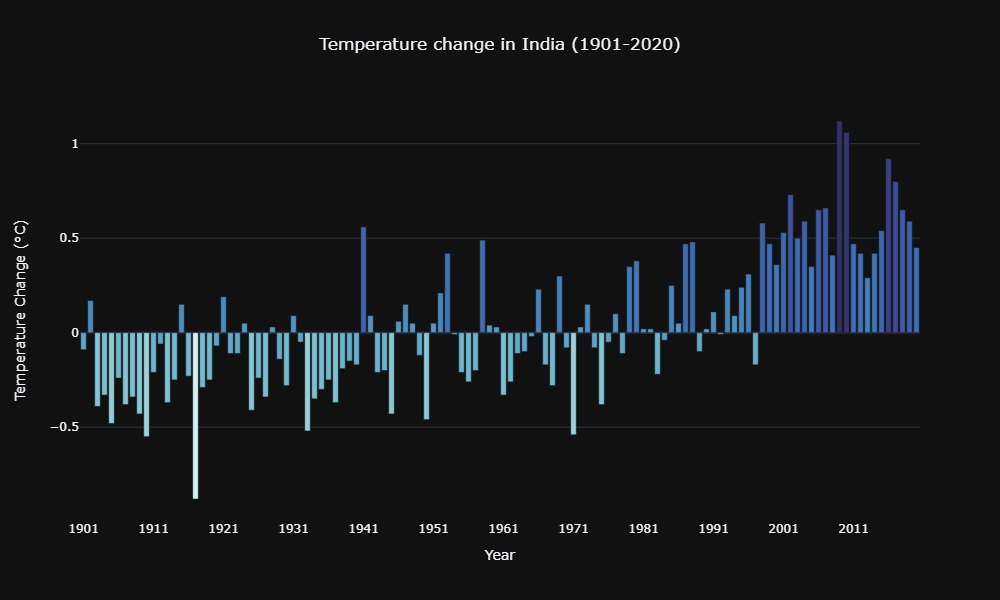 Temperature change in India (1901-2020)
1
0.5
0
−0.5
Temperature Change (°C)
1901 1911 1921 1931 1941 1951 1961 1971 1981 1991 2001 2011
Year